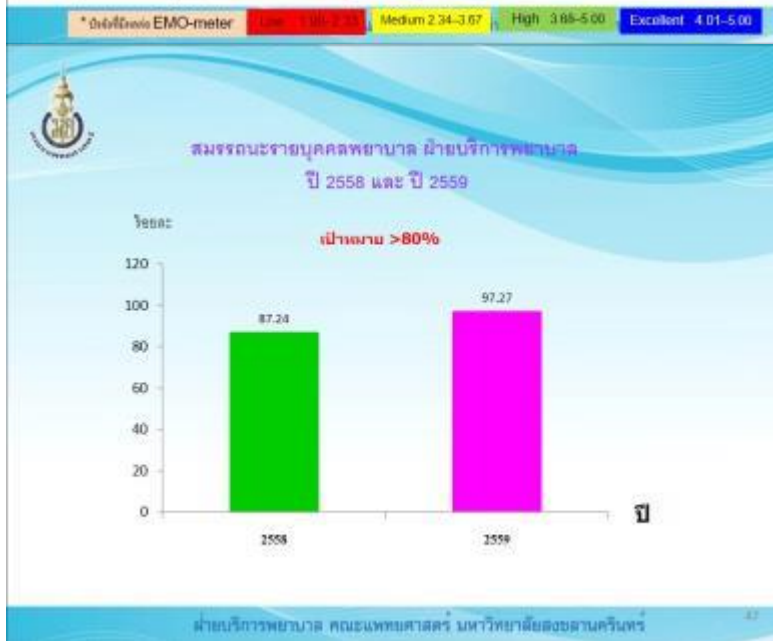 EMO-meter
Low
Medium 2.34–3.67
High 3.68–5.00
Excellent 4.01–5.00
สมรรถนะรายบุคคลพยาบาล ฝ่ายบริการพยาบาล
ปี 2558 และ ปี 2559
ร้อยละ
เป้าหมาย >80%
120
100
80
60
40
20
0
87.24
97.27
2558
2559
ปี
ฝ่ายบริการพยาบาล คณะแพทยศาสตร์ มหาวิทยาลัยสงขลานครินทร์